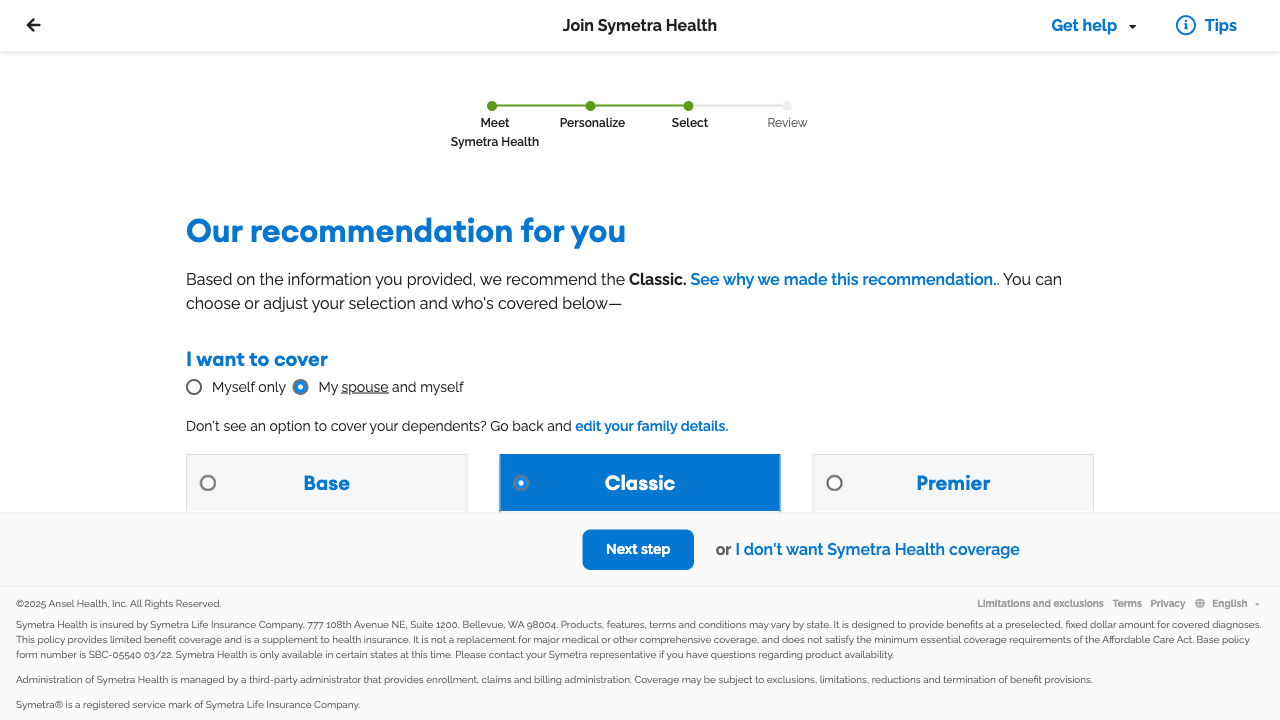 Join Symetra Health
Get help
Tips
Meet
Symetra Health
Personalize
Select
Review
Our recommendation for you
Based on the information you provided, we recommend the Classic. See why we made this recommendation.. You can
choose or adjust your selection and who's covered below—
I want to cover
Myself only
My spouse and myself
Don't see an option to cover your dependents? Go back and edit your family details.
Base
Classic
Premier
Next step
or I don't want Symetra Health coverage
©2025 Ansel Health, Inc. All Rights Reserved.
Limitations and exclusions Terms Privacy English
Symetra Health is insured by Symetra Life Insurance Company, 777 108th Avenue NE, Suite 1200, Bellevue, WA 98004. Products, features, terms and conditions may vary by state. It is designed to provide benefits at a preselected, fixed dollar amount for covered diagnoses.
This policy provides limited benefit coverage and is a supplement to health insurance. It is not a replacement for major medical or other comprehensive coverage, and does not satisfy the minimum essential coverage requirements of the Affordable Care Act. Base policy
form number is SBC-05540 03/22. Symetra Health is only available in certain states at this time. Please contact your Symetra representative if you have questions regarding product availability.
Administration of Symetra Health is managed by a third-party administrator that provides enrollment, claims and billing administration. Coverage may be subject to exclusions, limitations, reductions and termination of benefit provisions.
Symetra® is a registered service mark of Symetra Life Insurance Company.